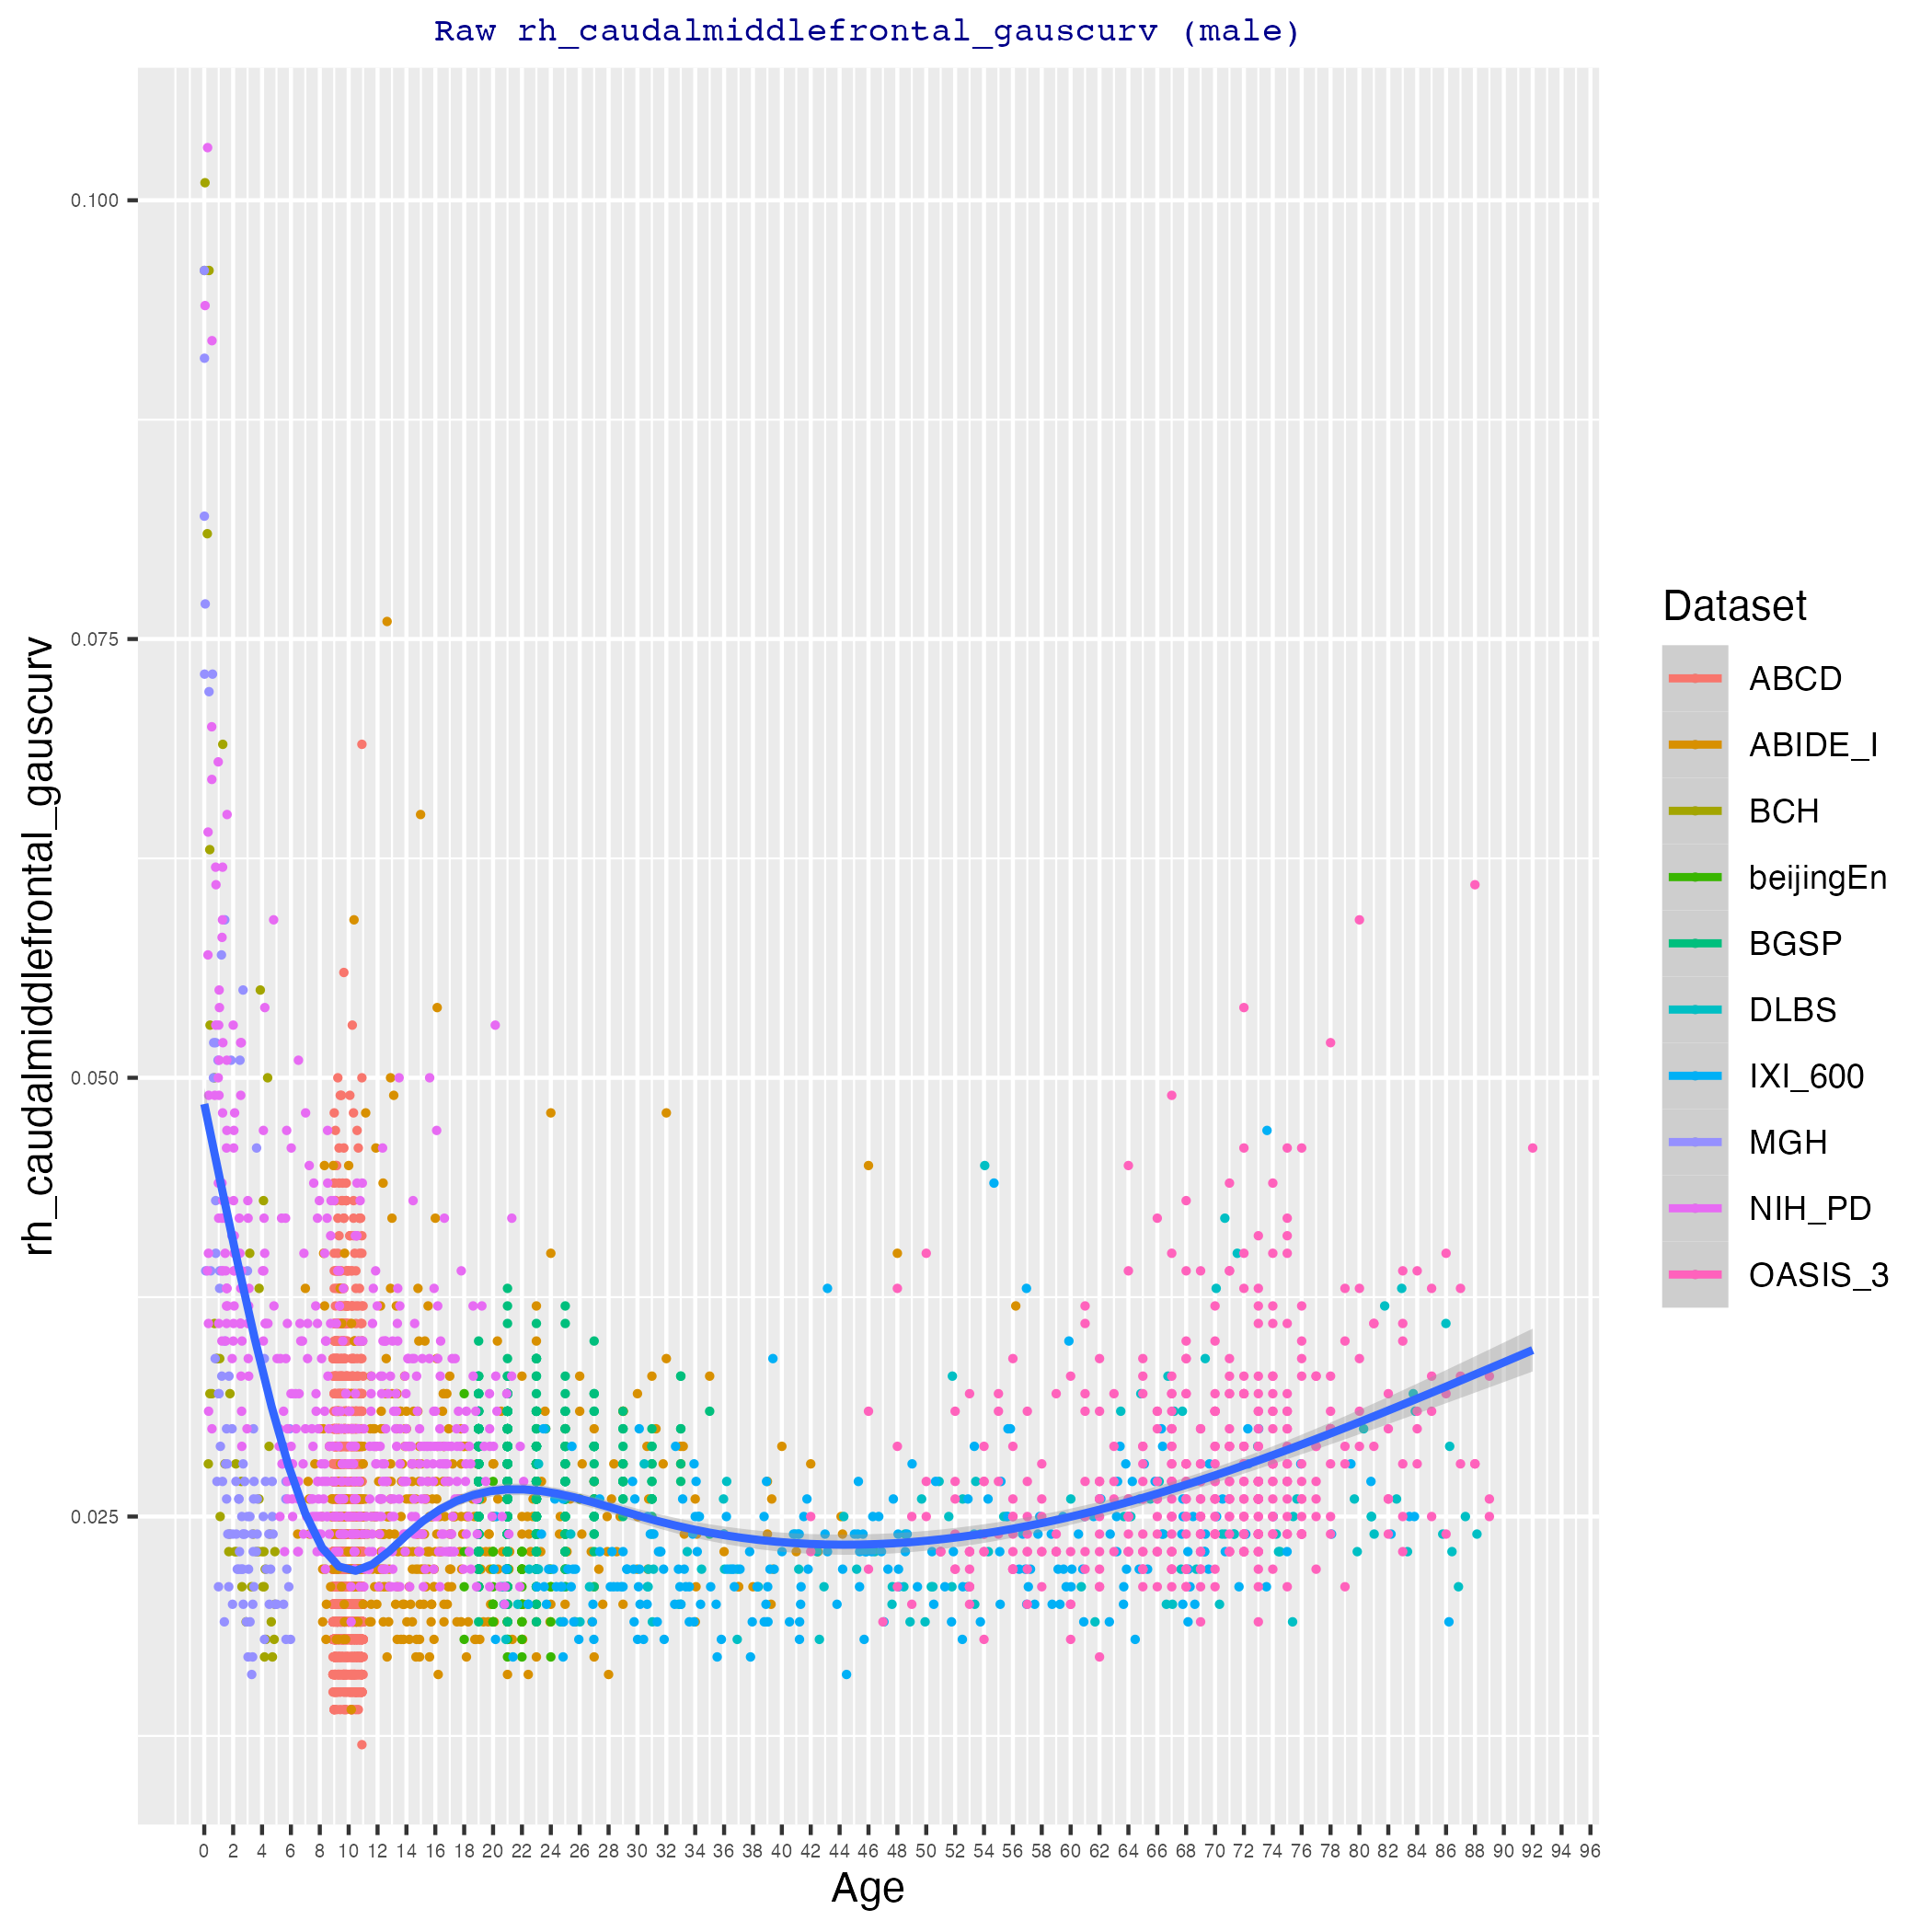 Raw rh_caudalmiddlefrontal_gauscurv (male)
rh_caudalmiddlefrontal_gauscurv
0.100
0.075
0.050
0.025
0 2 4 6 8 10 12 14 16 18 20 22 24 26 28 30 32 34 36 38 40 42 44 46 48 50 52 54 56 58 60 62 64 66 68 70 72 74 76 78 80 82 84 86 88 90 92 94 96
Age
Dataset
ABCD
ABIDE_I
BCH
beijingEn
BGSP
DLBS
IXI_600
MGH
NIH_PD
OASIS_3